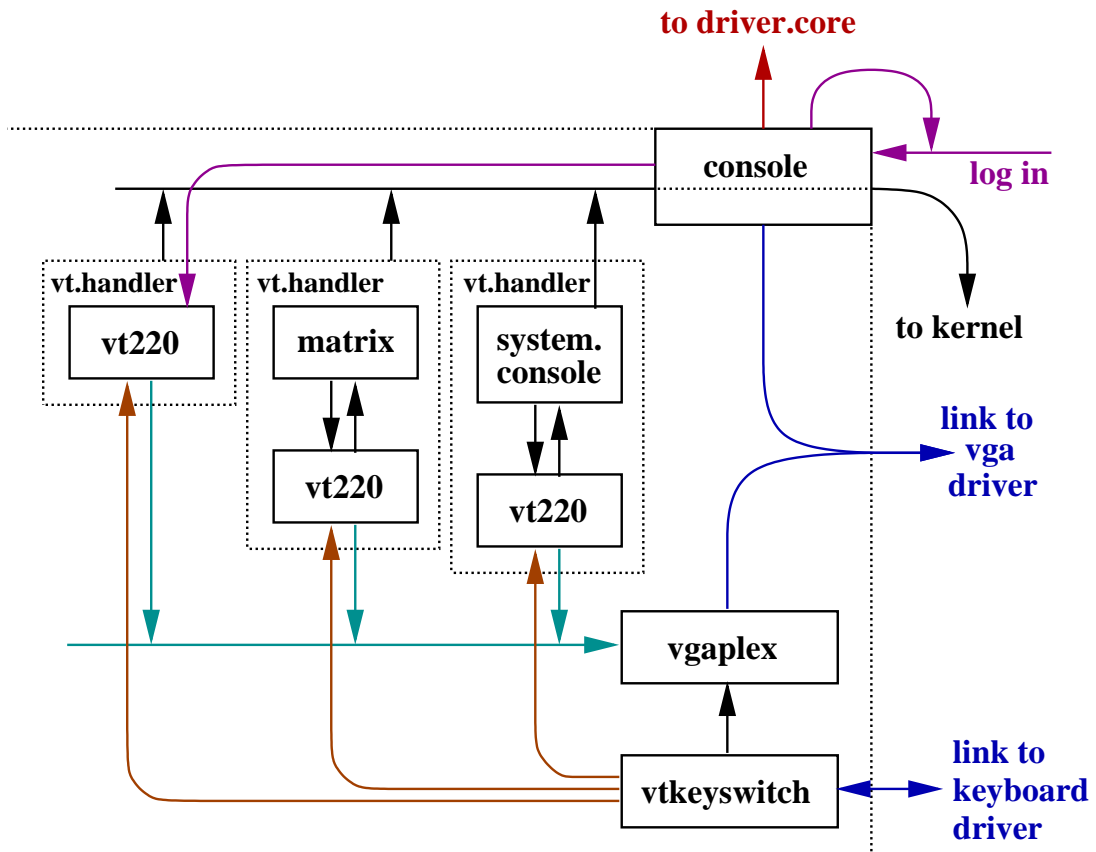 to driver.core
console
log in
vt.handler
vt.handler
vt.handler
vt220
matrix
system.
console
to kernel
link to
vga
driver
vt220
vt220
vgaplex
link to
keyboard
driver
vtkeyswitch